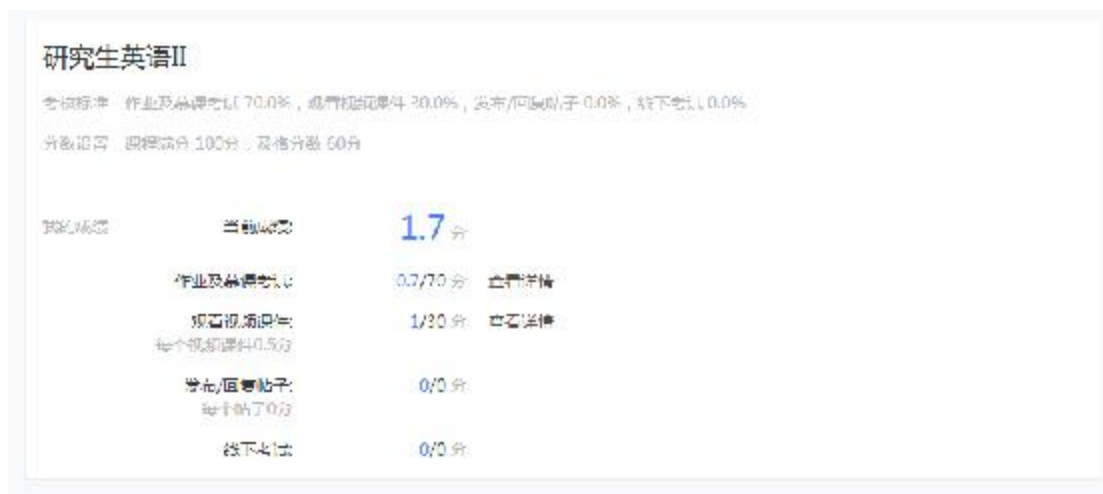 研究生英语II
考核标准 作业及慕课考试 70.0%，观看视频课件 30.0%，发布/回复帖子 0.0%，线下考试 0.0%
分数设置 课程满分 100分，及格分数 60分
我的成绩 当前成绩: 1.7 分
作业及慕课考试: 0.7/70 分 查看详情
观看视频课件: 1/30 分 查看详情
每个视频课件0.5分
发布/回复帖子: 0/0 分
每个帖子0分
线下考试: 0/0 分